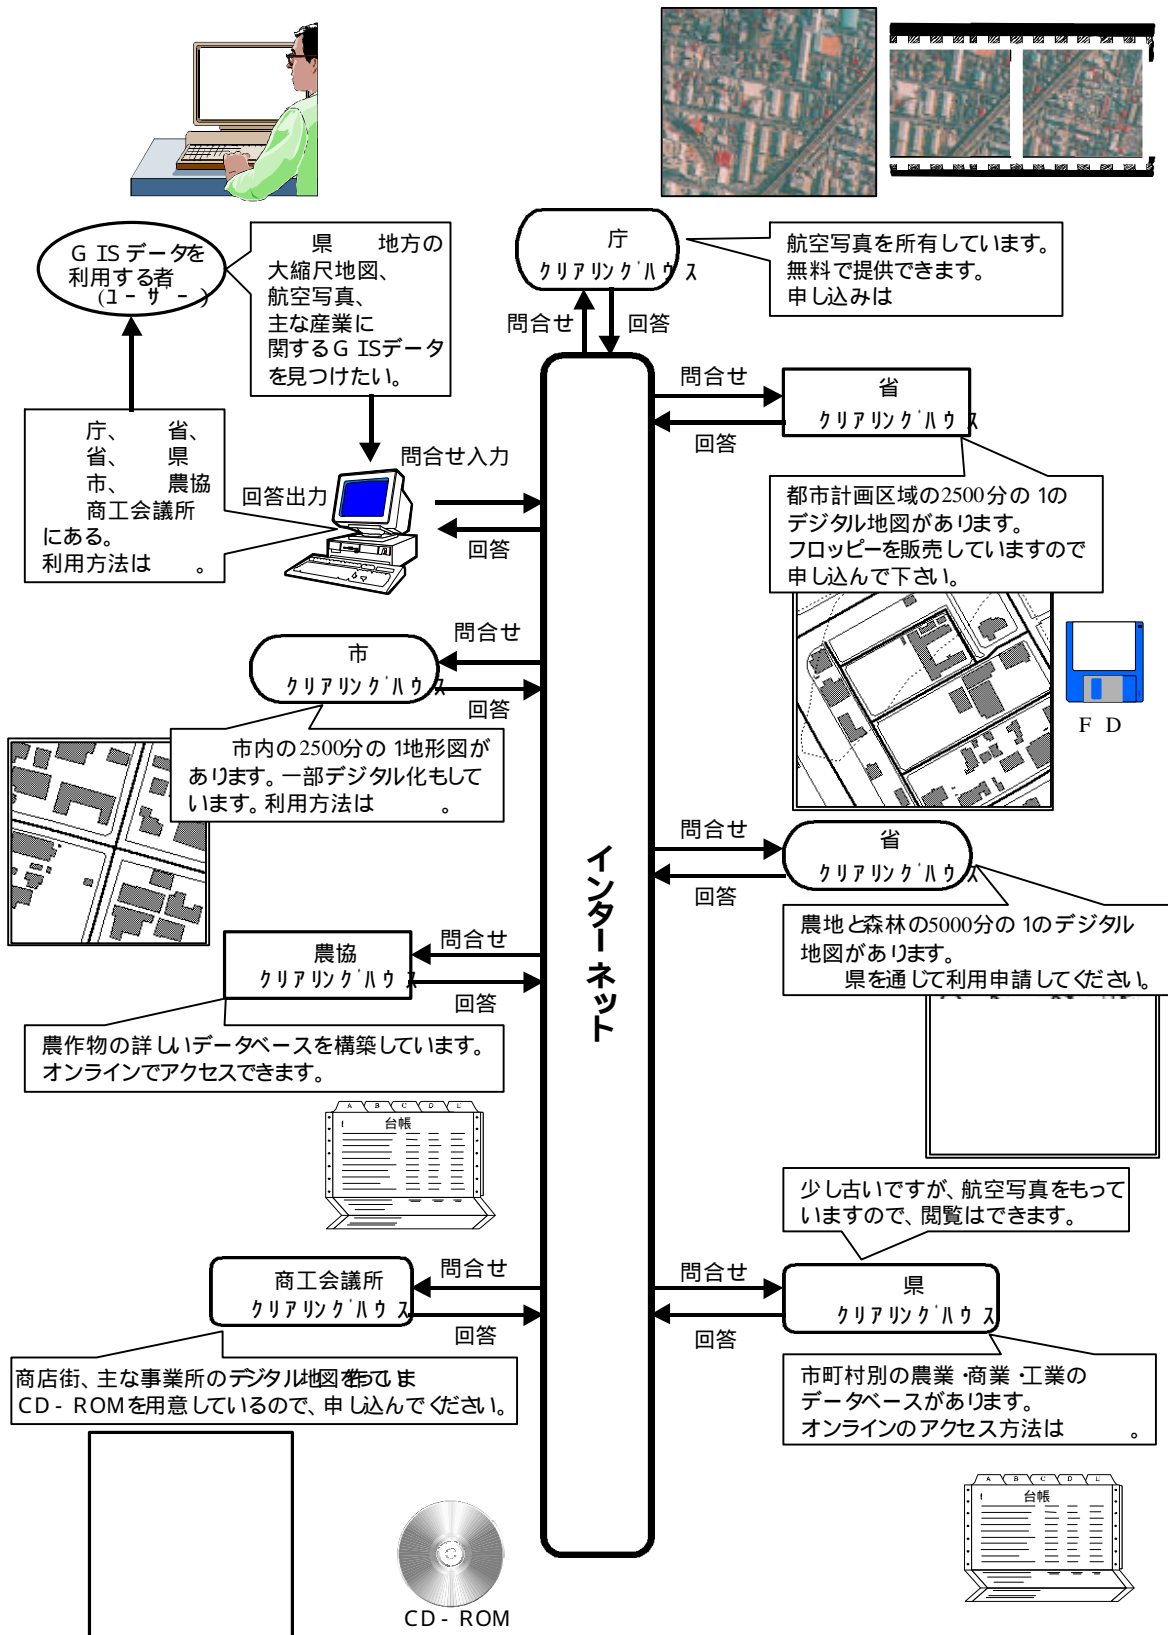 GISデータを
利用する者
(ユーザー)
県　地方の
大縮尺地図、
航空写真、
主な産業に
関するGISデータ
を見つけたい。
庁
クリアリングハウス
航空写真を所有しています。
無料で提供できます。
申し込みは
問合せ
回答
問合せ
回答
省
クリアリングハウス
庁、　省、
省、　県
市、　農協
商工会議所
にある。
利用方法は　。
回答出力
問合せ入力
回答
都市計画区域の2500分の1の
デジタル地図があります。
フロッピーを販売していますので
申し込んで下さい。
FD
問合せ
回答
市
クリアリングハウス
市内の2500分の1地形図が
あります。一部デジタル化もして
います。利用方法は　。
インターネット
問合せ
回答
省
クリアリングハウス
農地と森林の5000分の1のデジタル
地図があります。
県を通じて利用申請してください。
問合せ
回答
農協
クリアリングハウス
農作物の詳しいデータベースを構築しています。
オンラインでアクセスできます。
A B C D E
台帳
少し古いですが、航空写真をもって
いますので、閲覧はできます。
問合せ
回答
商工会議所
クリアリングハウス
問合せ
回答
県
クリアリングハウス
商店街、主な事業所のデジタル地図を作っていま
CD-ROMを用意しているので、申し込んでください。
市町村別の農業・商業・工業の
データベースがあります。
オンラインのアクセス方法は　。
CD-ROM
A B C D E
台帳